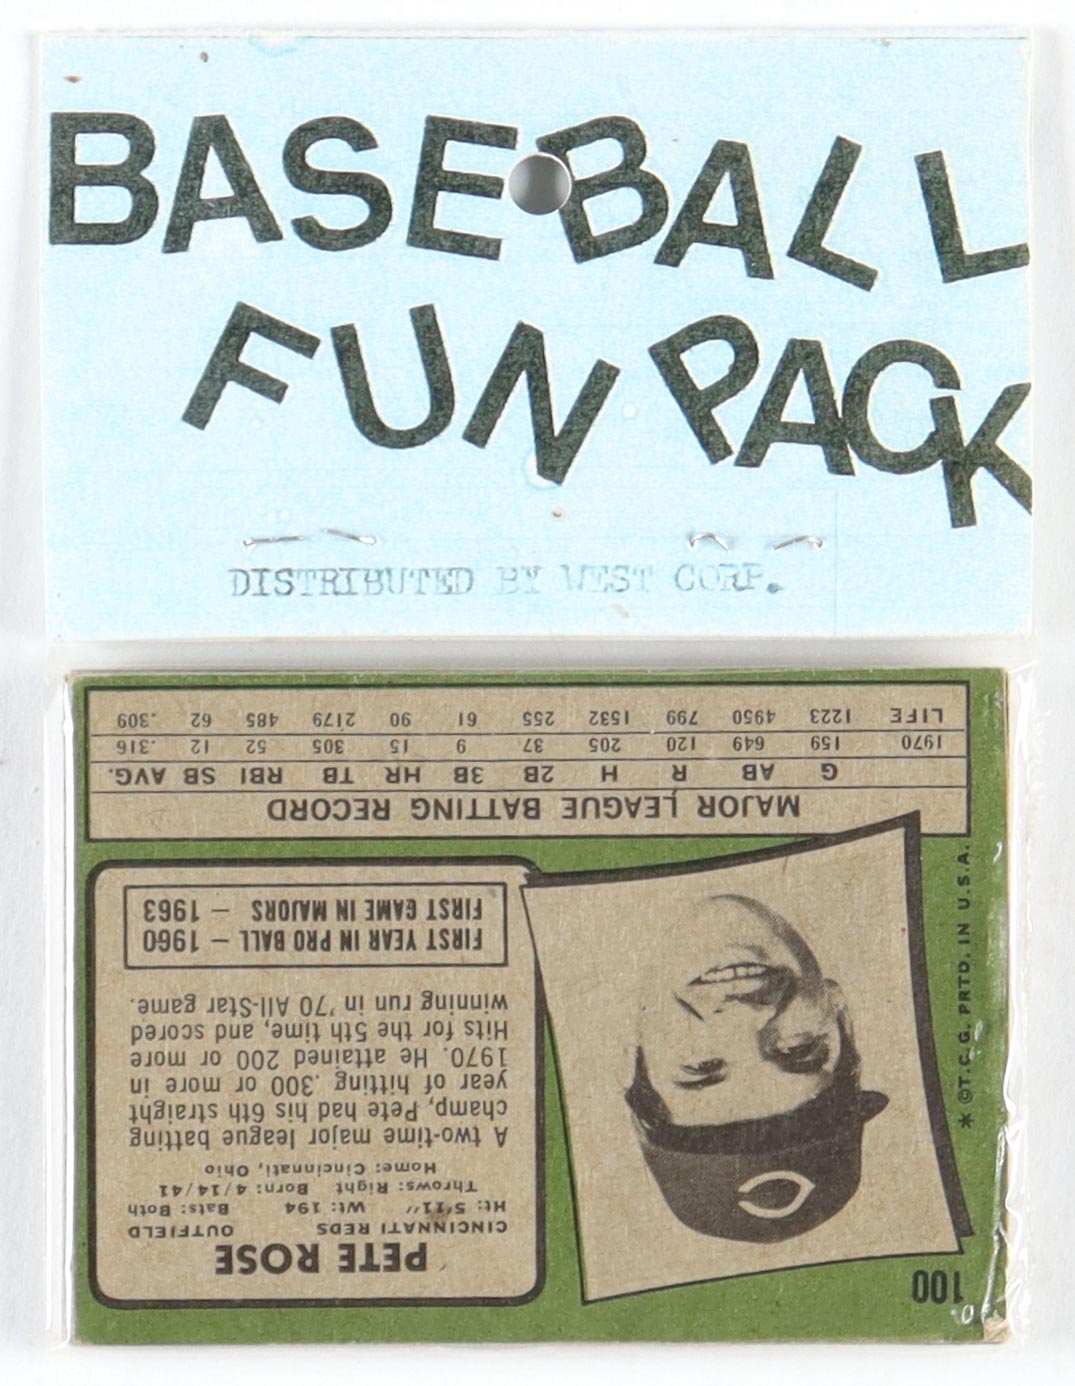 BASEBALL
FUN PACK
DISTRIBUTED BY WEST CORP.
100
PETE ROSE
CINCINNATI REDS OUTFIELD
Ht: 5'11" Wt: 194 Bats: Both
Throws: Right Born: 4/14/41
Home: Cincinnati, Ohio
A two-time major league batting
champ, Pete had his 6th straight
year of hitting .300 or more in
1970. He attained 200 or more
Hits for the 5th time, and scored
winning run in '70 All-Star game.
FIRST YEAR IN PRO BALL – 1960
FIRST GAME IN MAJORS – 1963
* ©T.C.G. PRTD. IN U.S.A.
MAJOR LEAGUE BATTING RECORD
G AB R H 2B 3B HR TB RBI SB AVG.
1970 159 649 120 205 37 9 15 305 52 12 .316
LIFE 1223 4950 799 1532 255 61 90 2179 485 62 .309